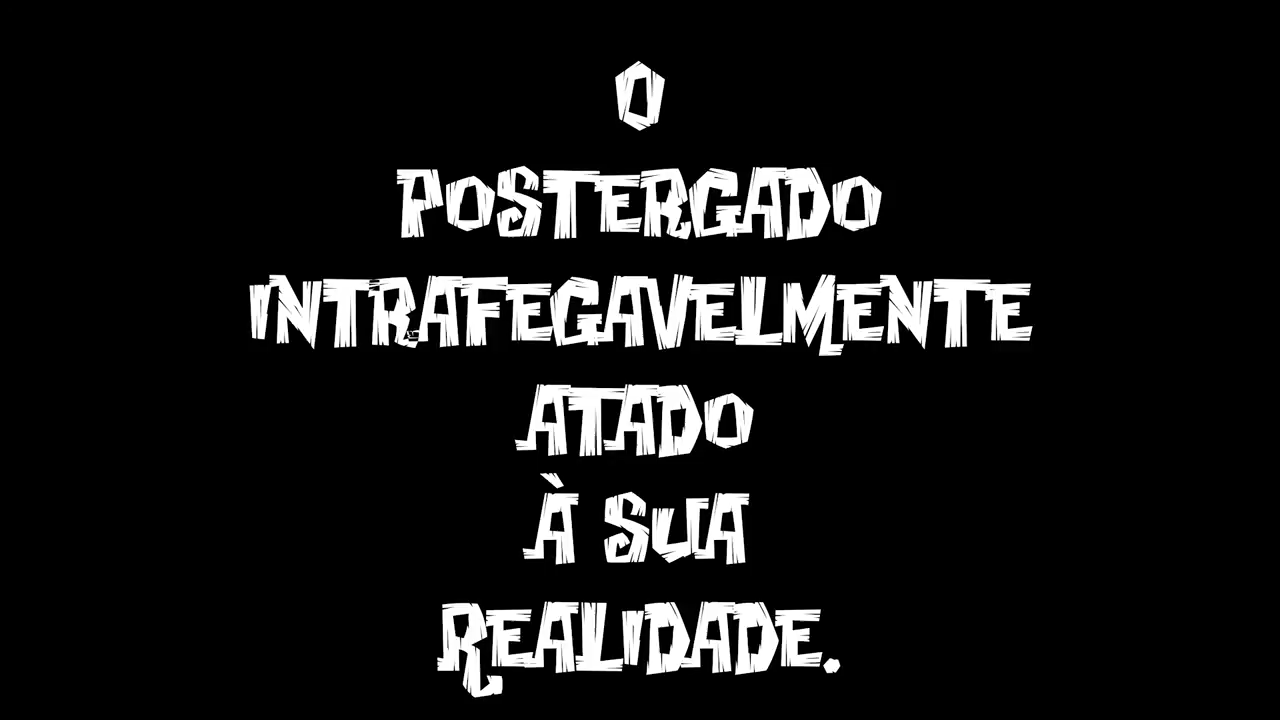 O
POSTERGADO
INTRAFEGAVELMENTE
ATADO
À SUA
REALIDADE.